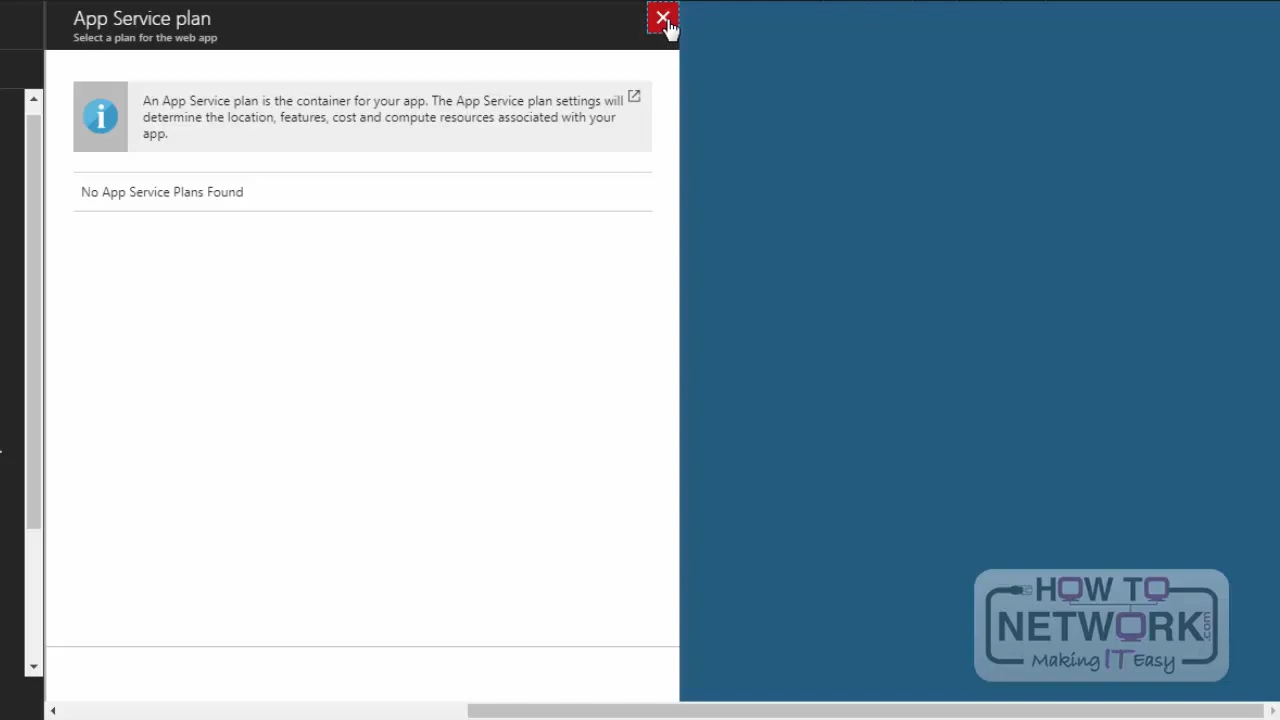 App Service plan
Select a plan for the web app
An App Service plan is the container for your app. The App Service plan settings will
determine the location, features, cost and compute resources associated with your
app.
No App Service Plans Found
HOW TO
NETWORK.com
Making IT Easy